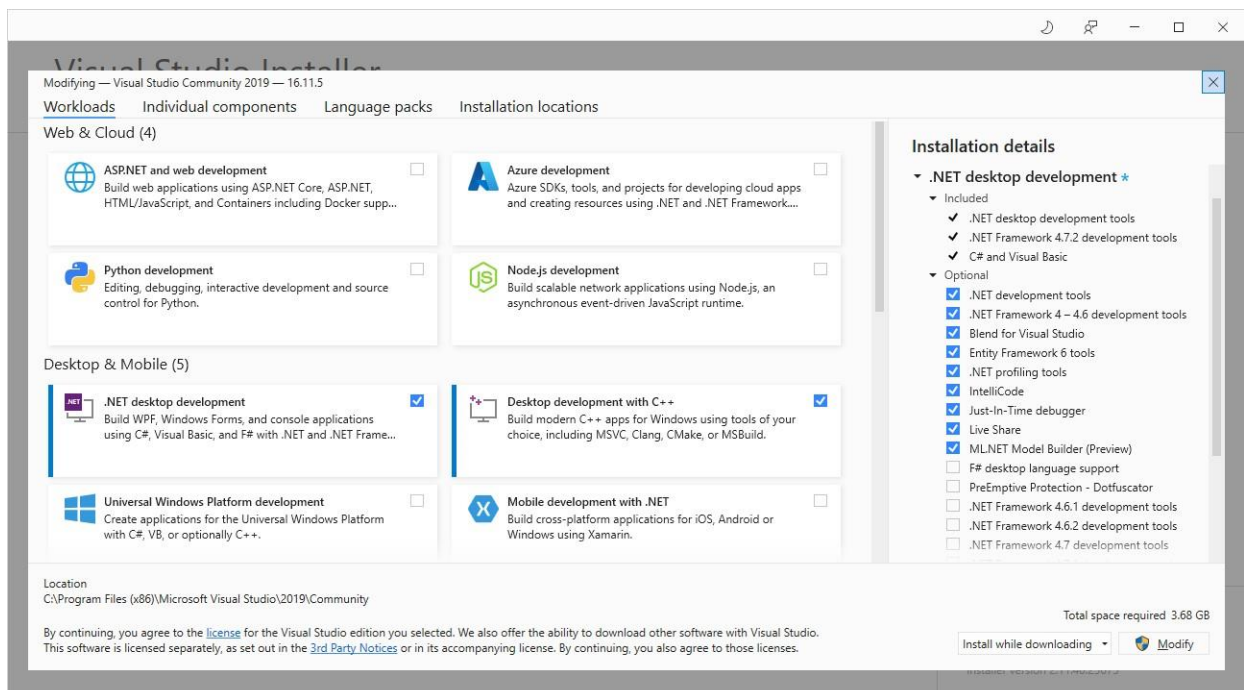 Visual Studio Installer
Modifying — Visual Studio Community 2019 — 16.11.5
Workloads
Individual components
Language packs
Installation locations
Web & Cloud (4)
ASP.NET and web development
Build web applications using ASP.NET Core, ASP.NET,
HTML/JavaScript, and Containers including Docker supp...
Azure development
Azure SDKs, tools, and projects for developing cloud apps
and creating resources using .NET and .NET Framework....
Python development
Editing, debugging, interactive development and source
control for Python.
Node.js development
Build scalable network applications using Node.js, an
asynchronous event-driven JavaScript runtime.
Desktop & Mobile (5)
.NET
.NET desktop development
Build WPF, Windows Forms, and console applications
using C#, Visual Basic, and F# with .NET and .NET Frame...
Desktop development with C++
Build modern C++ apps for Windows using tools of your
choice, including MSVC, Clang, CMake, or MSBuild.
Universal Windows Platform development
Create applications for the Universal Windows Platform
with C#, VB, or optionally C++.
Mobile development with .NET
Build cross-platform applications for iOS, Android or
Windows using Xamarin.
Installation details
.NET desktop development *
Included
.NET desktop development tools
.NET Framework 4.7.2 development tools
C# and Visual Basic
Optional
.NET development tools
.NET Framework 4 – 4.6 development tools
Blend for Visual Studio
Entity Framework 6 tools
.NET profiling tools
IntelliCode
Just-In-Time debugger
Live Share
ML.NET Model Builder (Preview)
F# desktop language support
PreEmptive Protection - Dotfuscator
.NET Framework 4.6.1 development tools
.NET Framework 4.6.2 development tools
.NET Framework 4.7 development tools
Location
C:\Program Files (x86)\Microsoft Visual Studio\2019\Community
By continuing, you agree to the license for the Visual Studio edition you selected. We also offer the ability to download other software with Visual Studio.
This software is licensed separately, as set out in the 3rd Party Notices or in its accompanying license. By continuing, you also agree to those licenses.
Total space required 3.68 GB
Install while downloading
Modify